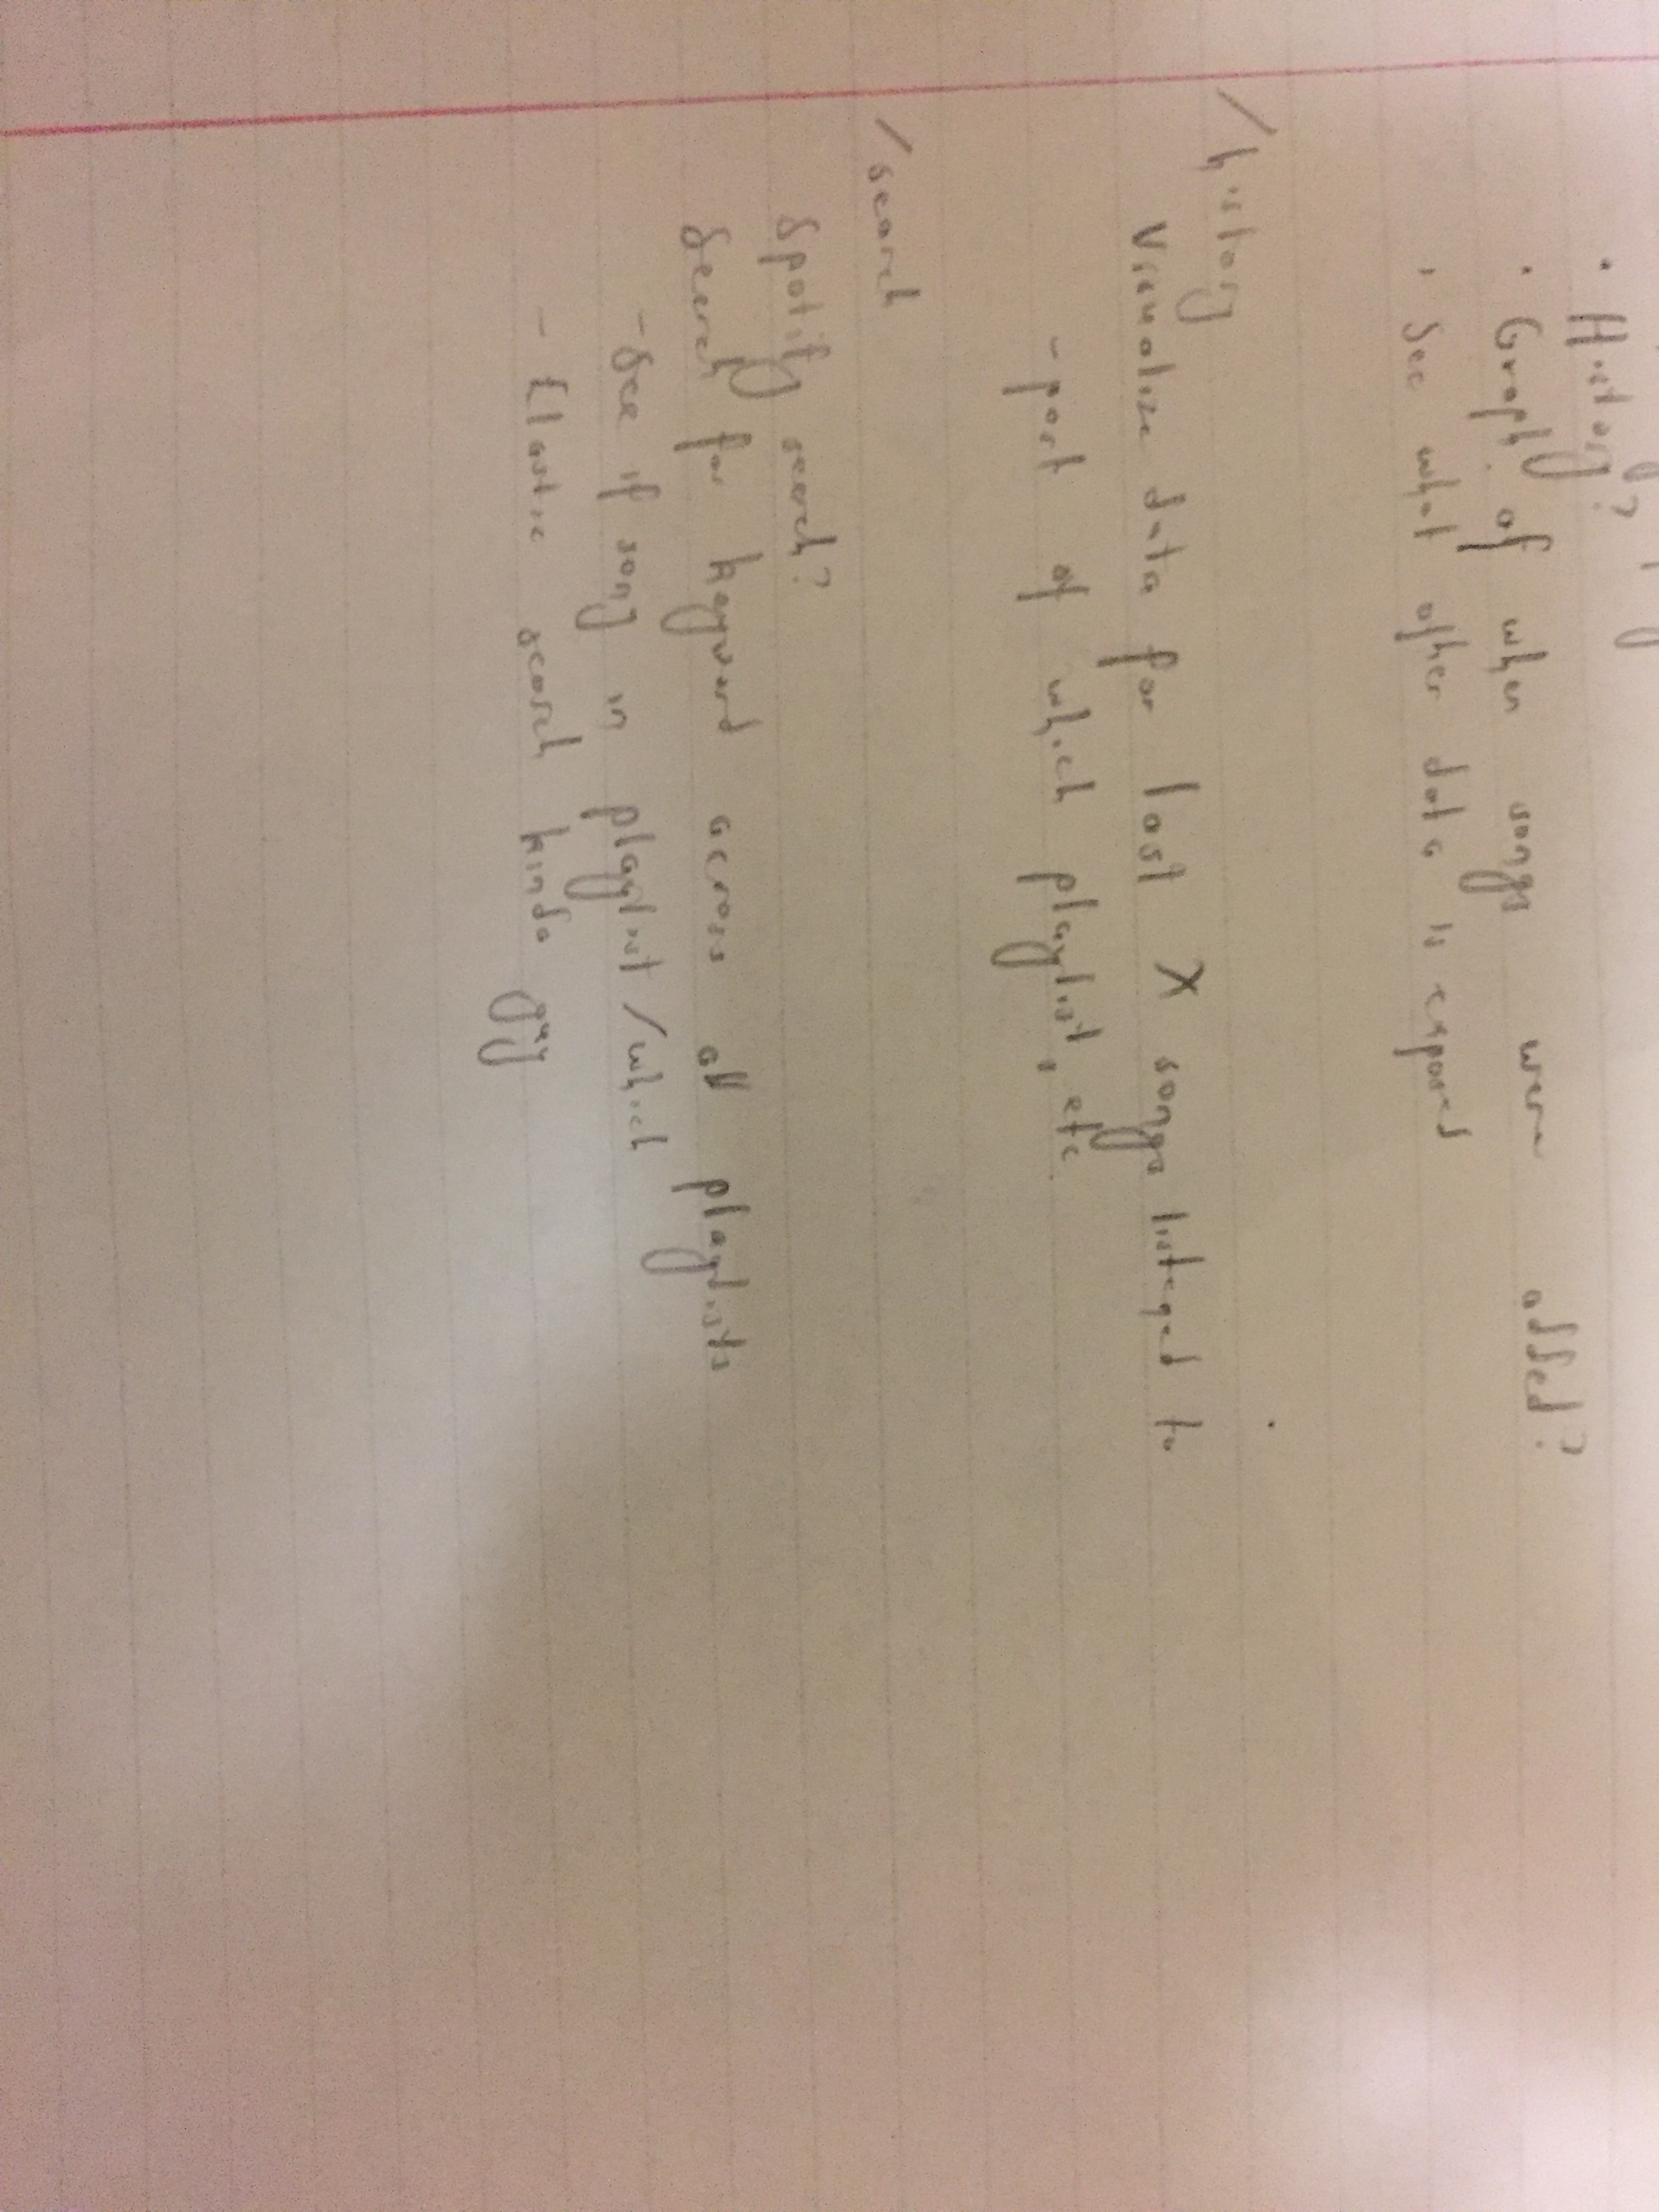 • History?
• Graph of when songs were added?
• See what other data is exposed
/history
Visualize data for last X songs listened to
- part of which playlist, etc.
/search
Spotify search?
Search for keyword across all playlists
- See if song in playlist/which
- Elastic search kinda